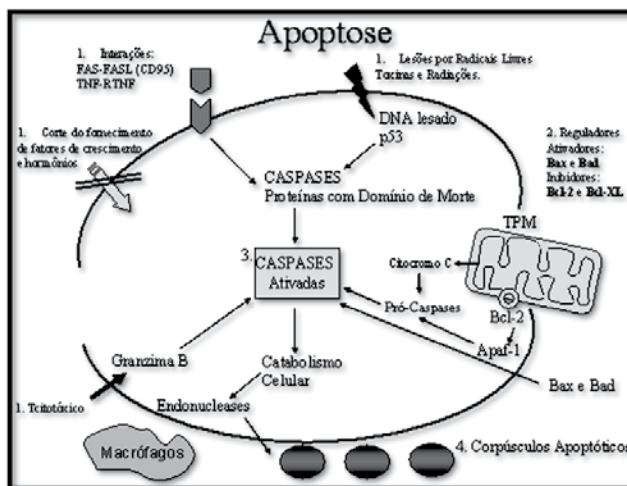 Apoptose
1. Interações:
FAS-FASL (CD95)
TNF-RTNF
1. Lesões por Radicais Livres
Toxinas e Radiações.
1. Corte do fornecimento
de fatores de crescimento
e hormônios
DNA lesado
p53
2. Reguladores
Ativadores:
Bax e Bad
Inibidores:
Bcl-2 e Bcl-XL
CASPASES
Proteínas com Domínio de Morte
TPM
3. CASPASES
Ativadas
Citocromo C
Pró-Caspases
Bcl-2
Apaf-1
Granzima B
Catabolismo
Celular
Bax e Bad
1. Tcitotóxico
Endonucleases
Macrófagos
4. Corpúsculos Apoptóticos